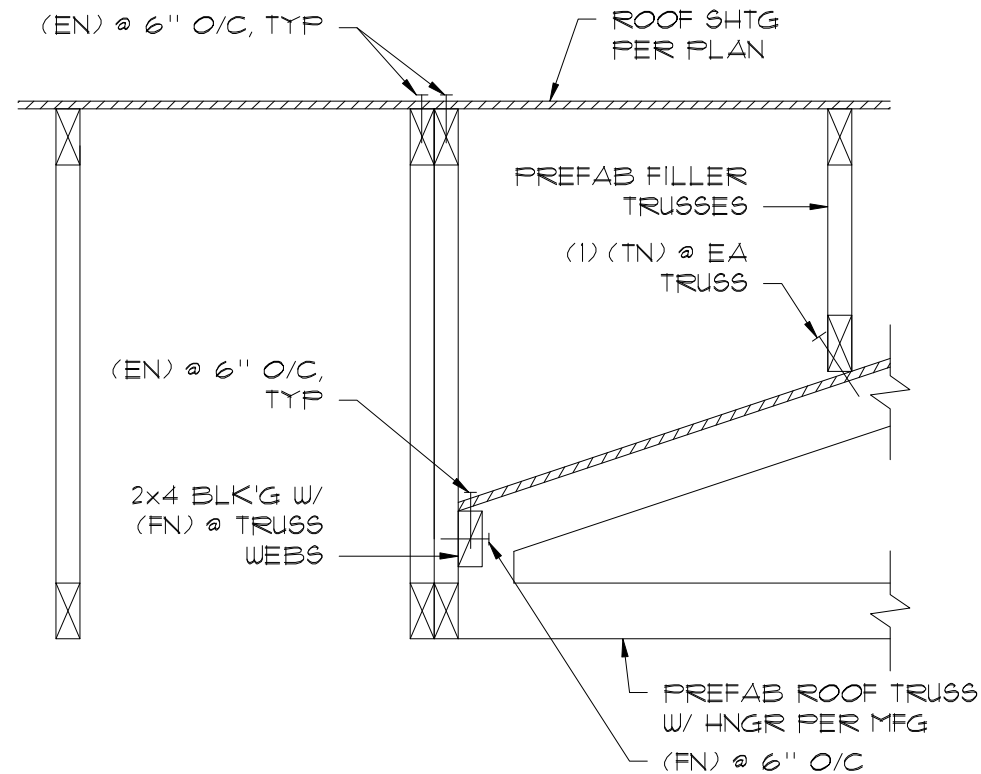 (EN) @ 6" O/C, TYP
ROOF SHTG
PER PLAN
PREFAB FILLER
TRUSSES
(1) (TN) @ EA
TRUSS
(EN) @ 6" O/C,
TYP
2x4 BLK'G W/
(FN) @ TRUSS
WEBS
PREFAB ROOF TRUSS
W/ HNGR PER MFG
(FN) @ 6" O/C